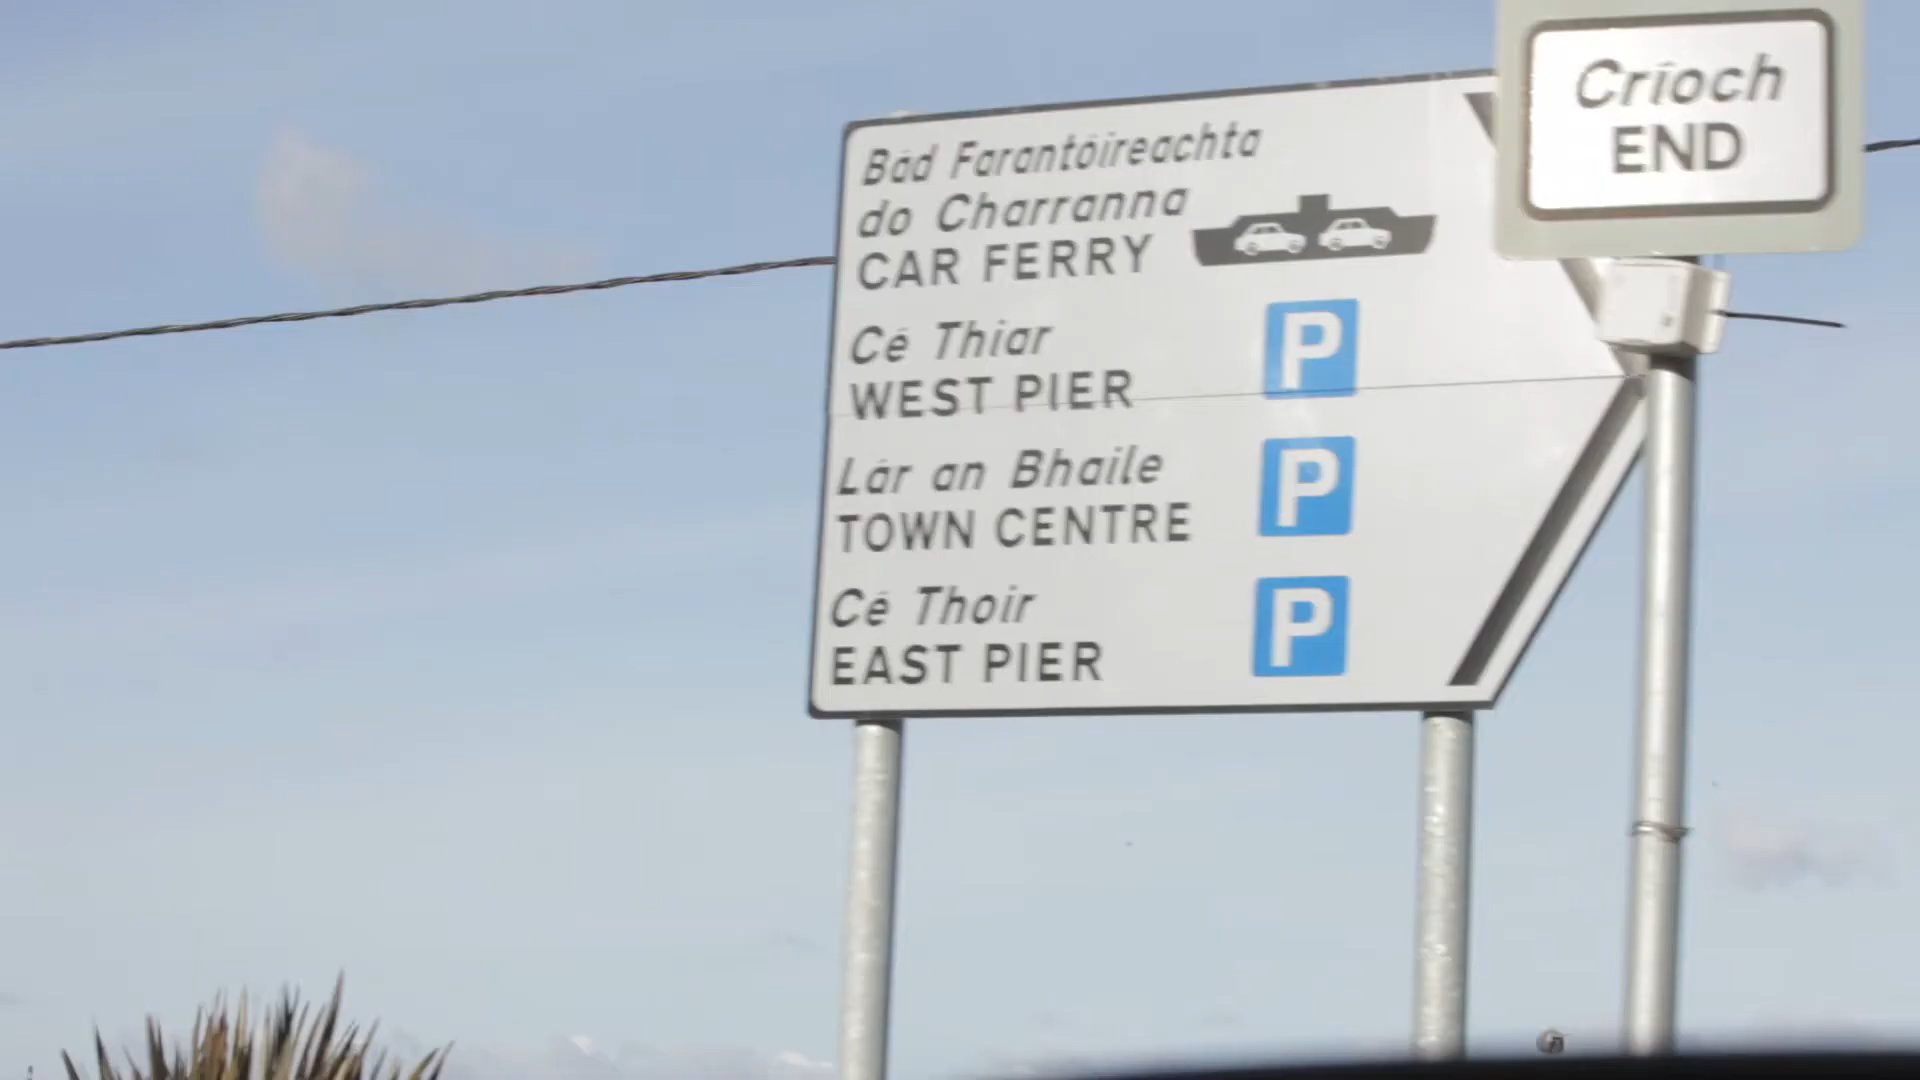 Bád Farantóireachta
do Charranna
CAR FERRY
Cé Thiar
WEST PIER
P
Lár an Bhaile
TOWN CENTRE
P
Cé Thoir
EAST PIER
P
Críoch
END